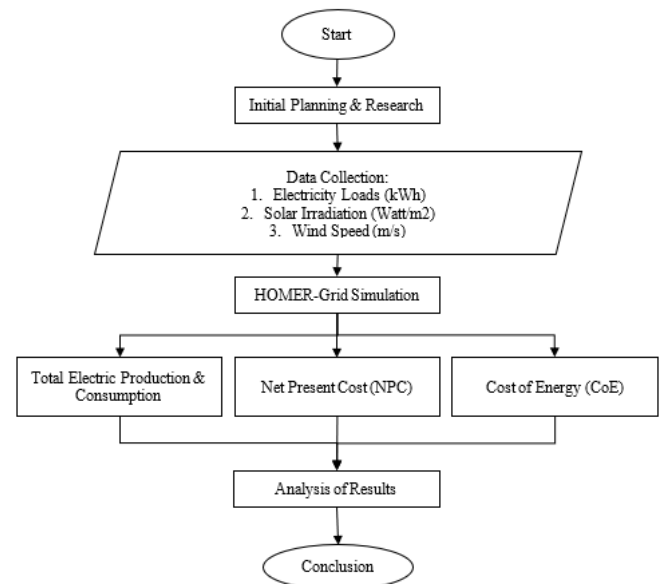 Start
Initial Planning & Research
Data Collection:
1. Electricity Loads (kWh)
2. Solar Irradiation (Watt/m2)
3. Wind Speed (m/s)
HOMER-Grid Simulation
Total Electric Production &
Consumption
Net Present Cost (NPC)
Cost of Energy (CoE)
Analysis of Results
Conclusion